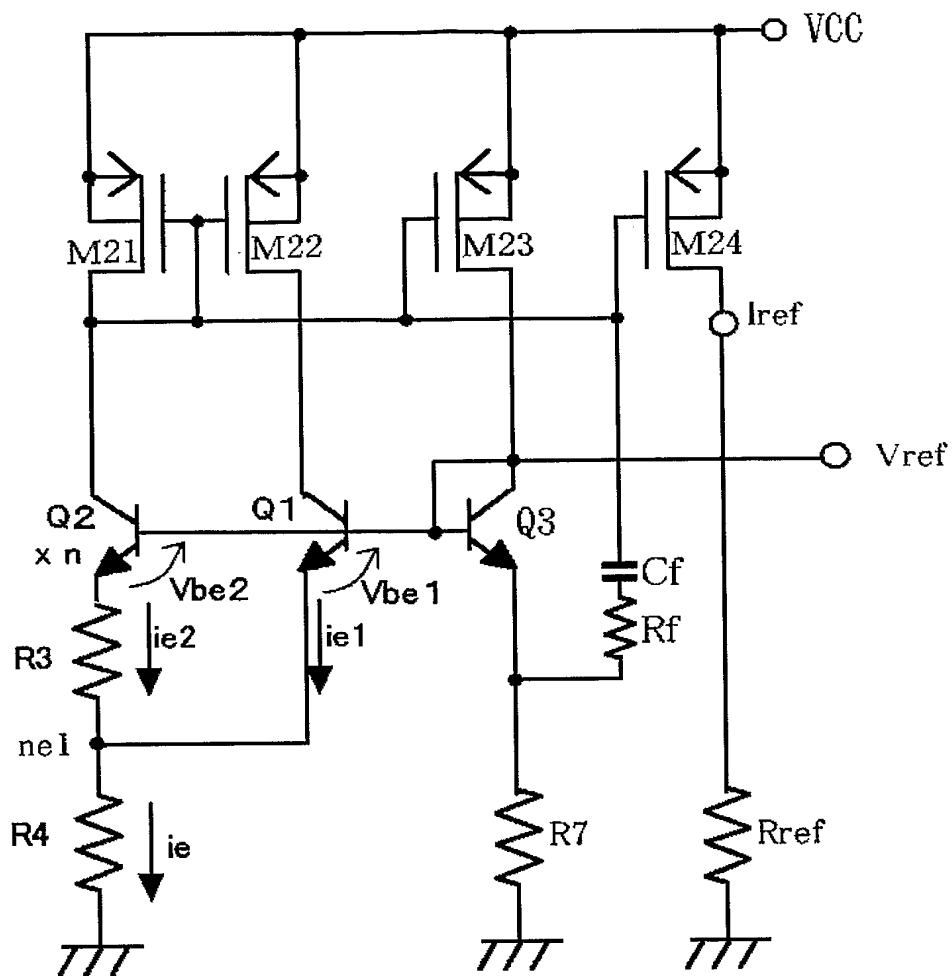 VCC
M21
M22
M23
M24
Iref
Vref
Q2
x n
Q1
Q3
Vbe2
Vbe1
Cf
Rf
R3
ie2
ie1
ne1
R4
ie
R7
Rref